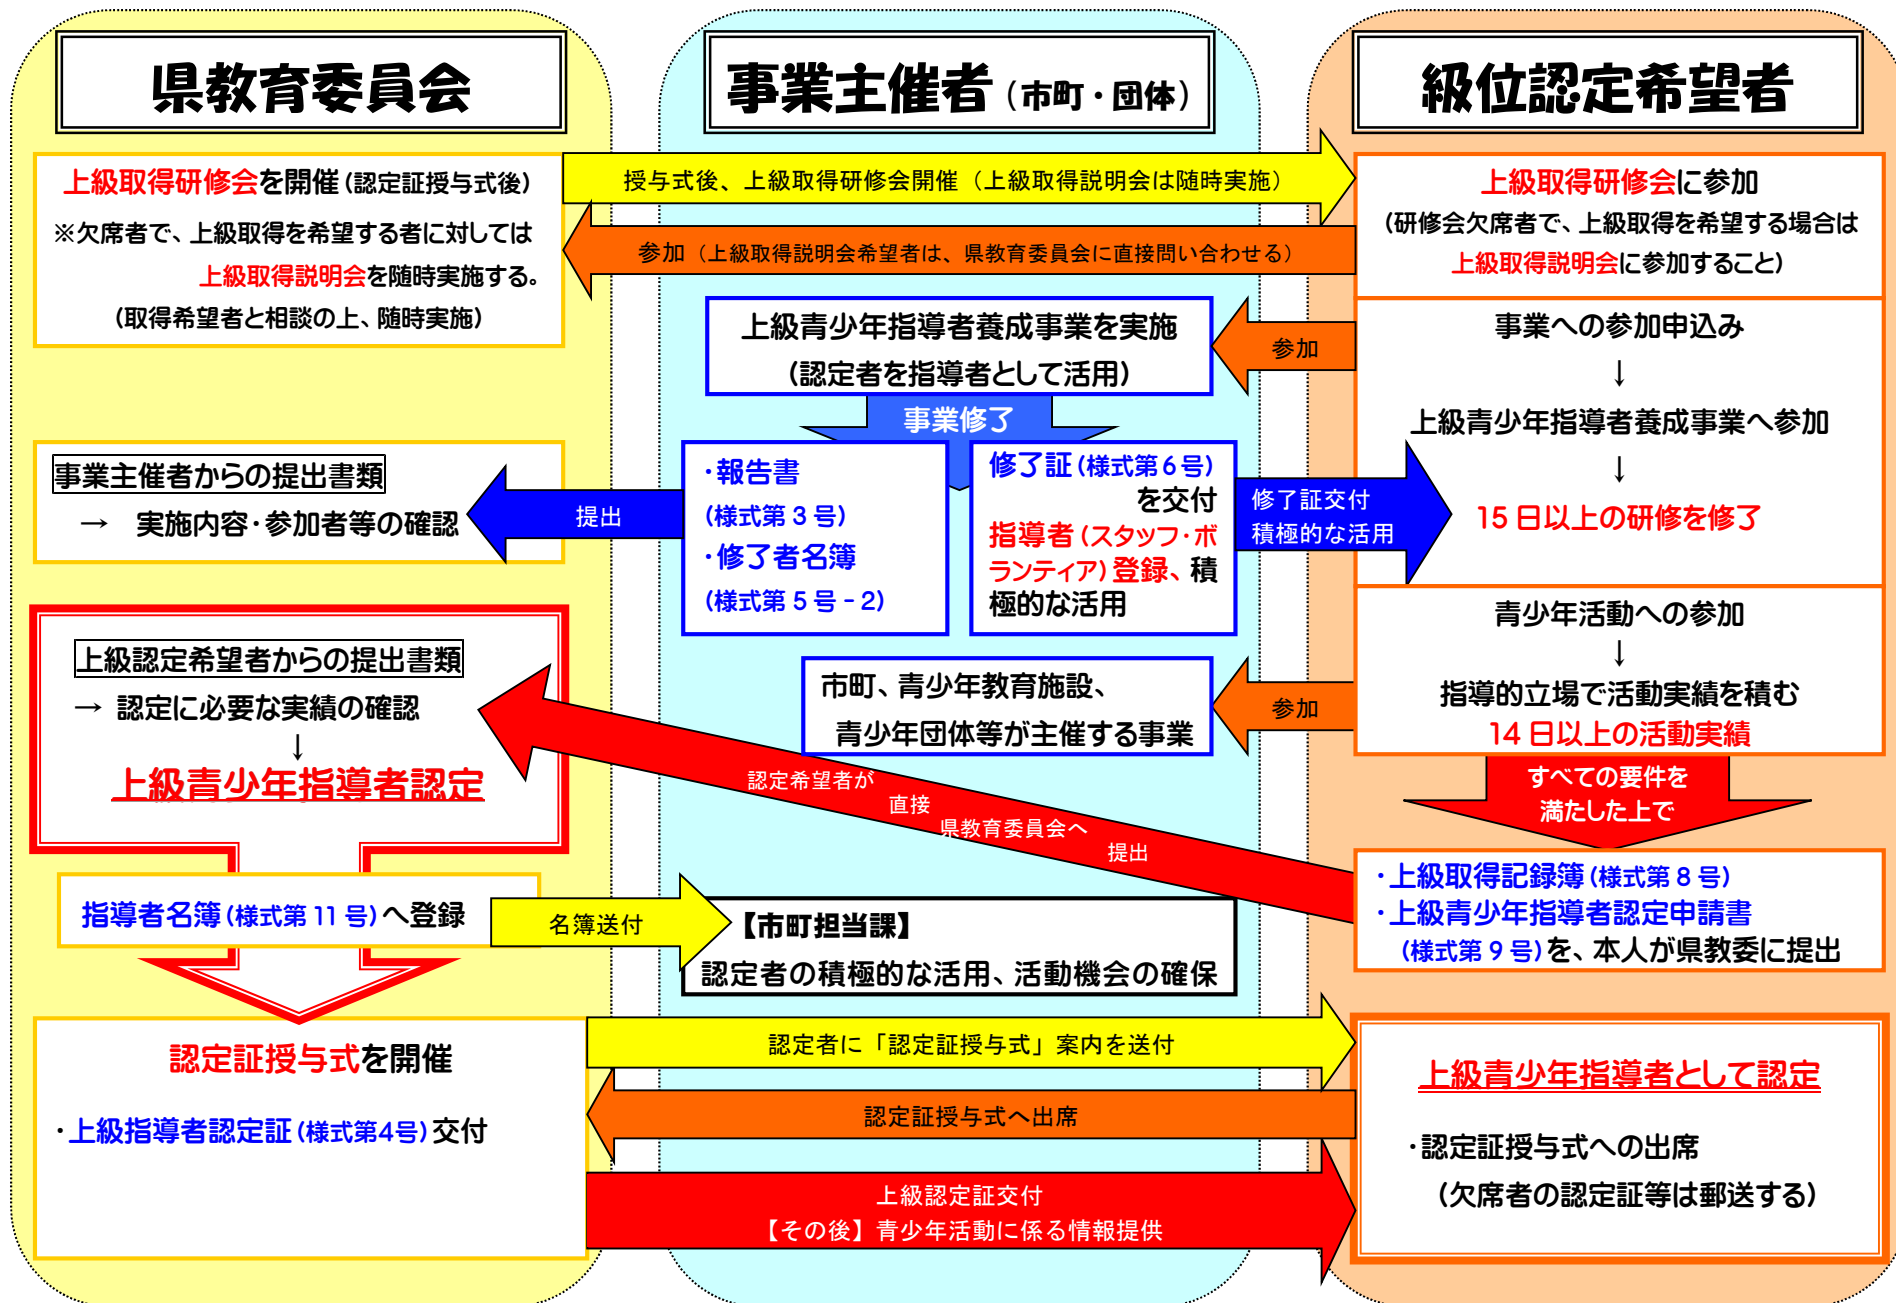 県教育委員会
事業主催者（市町・団体）
級位認定希望者
上級取得研修会を開催（認定証授与式後）
※欠席者で、上級取得を希望する者に対しては
上級取得説明会を随時実施する。
（取得希望者と相談の上、随時実施）
授与式後、上級取得研修会開催（上級取得説明会は随時実施）
参加（上級取得説明会希望者は、県教育委員会に直接問い合わせる）
上級取得研修会に参加
（研修会欠席者で、上級取得を希望する場合は
上級取得説明会に参加すること）
上級青少年指導者養成事業を実施
（認定者を指導者として活用）
参加
事業への参加申込み
↓
上級青少年指導者養成事業へ参加
↓
15日以上の研修を修了
事業修了
事業主催者からの提出書類
→ 実施内容・参加者等の確認
提出
・報告書
（様式第3号）
・修了者名簿
（様式第5号－2）
修了証（様式第6号）
を交付
指導者（スタッフ・ボ
ランティア）登録、積
極的な活用
修了証交付
積極的な活用
青少年活動への参加
↓
指導的立場で活動実績を積む
14日以上の活動実績
参加
市町、青少年教育施設、
青少年団体等が主催する事業
上級認定希望者からの提出書類
→ 認定に必要な実績の確認
↓
上級青少年指導者認定
認定希望者が
直接
県教育委員会へ
提出
すべての要件を
満たした上で
・上級取得記録簿（様式第8号）
・上級青少年指導者認定申請書
（様式第9号）を、本人が県教委に提出
指導者名簿（様式第11号）へ登録
名簿送付
【市町担当課】
認定者の積極的な活用、活動機会の確保
認定証授与式を開催
・上級指導者認定証（様式第4号）交付
認定者に「認定証授与式」案内を送付
認定証授与式へ出席
上級認定証交付
【その後】青少年活動に係る情報提供
上級青少年指導者として認定
・認定証授与式への出席
（欠席者の認定証等は郵送する）